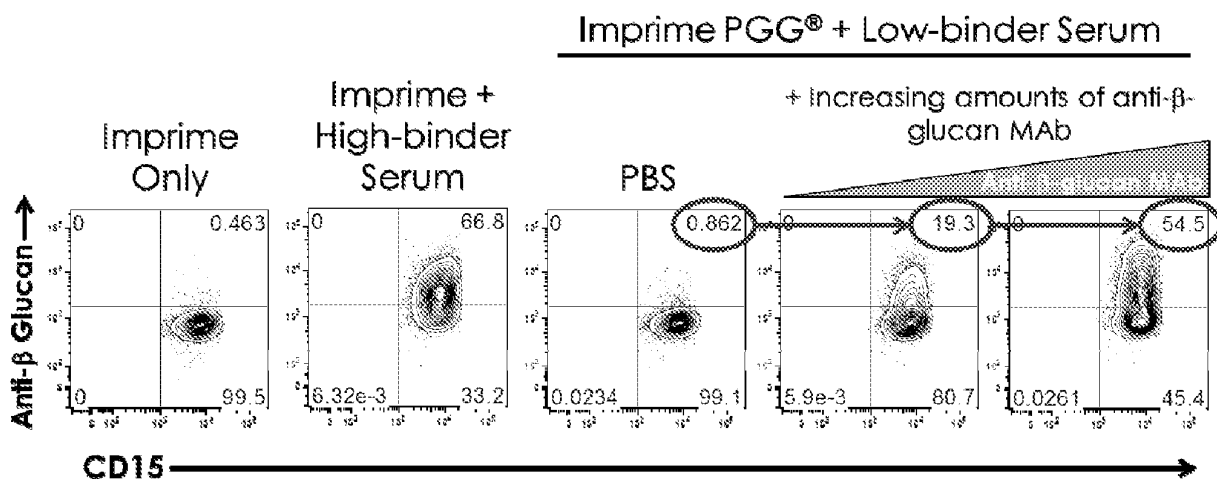 Imprime PGG® + Low-binder Serum
Imprime Only
Imprime + High-binder Serum
PBS
+ Increasing amounts of anti-β-
glucan MAb
Anti-β Glucan
0 0.463
0 99.5
0 66.8
6.32e-3 33.2
0 0.862
0.0234 99.1
0 19.3
5.9e-3 80.7
0 54.5
0.0261 45.4
CD15